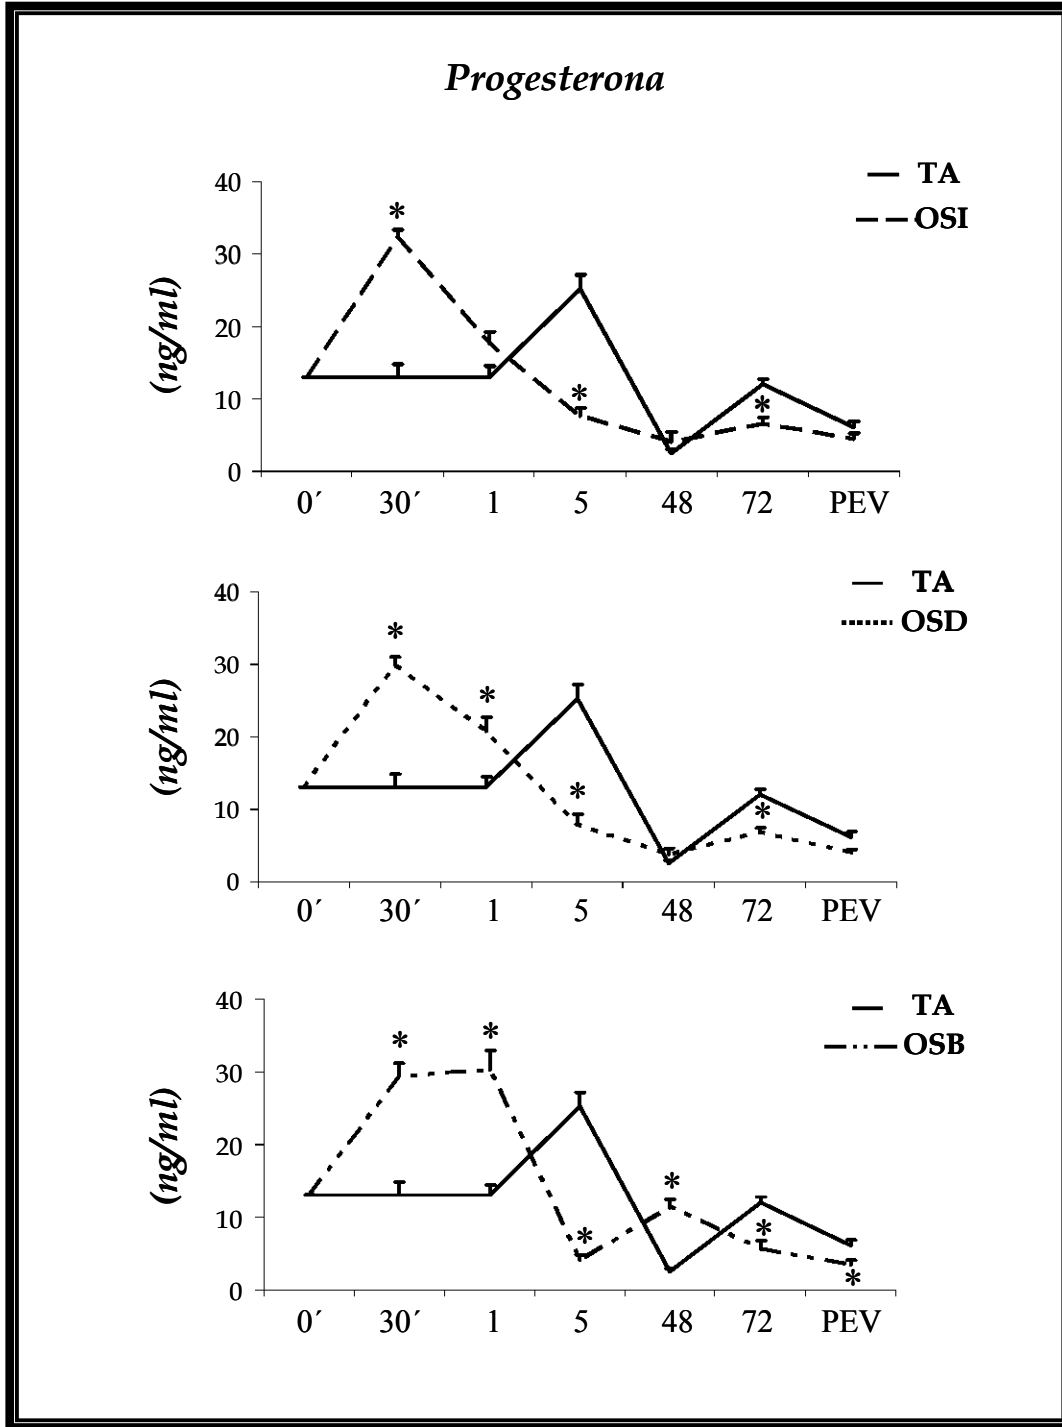 Progesterona
TA
OSI
(ng/ml)
40
30
20
10
0
0´ 30´ 1 5 48 72 PEV
* * *
TA
OSD
(ng/ml)
40
30
20
10
0
0´ 30´ 1 5 48 72 PEV
* * * *
TA
OSB
(ng/ml)
40
30
20
10
0
0´ 30´ 1 5 48 72 PEV
* * * * * *